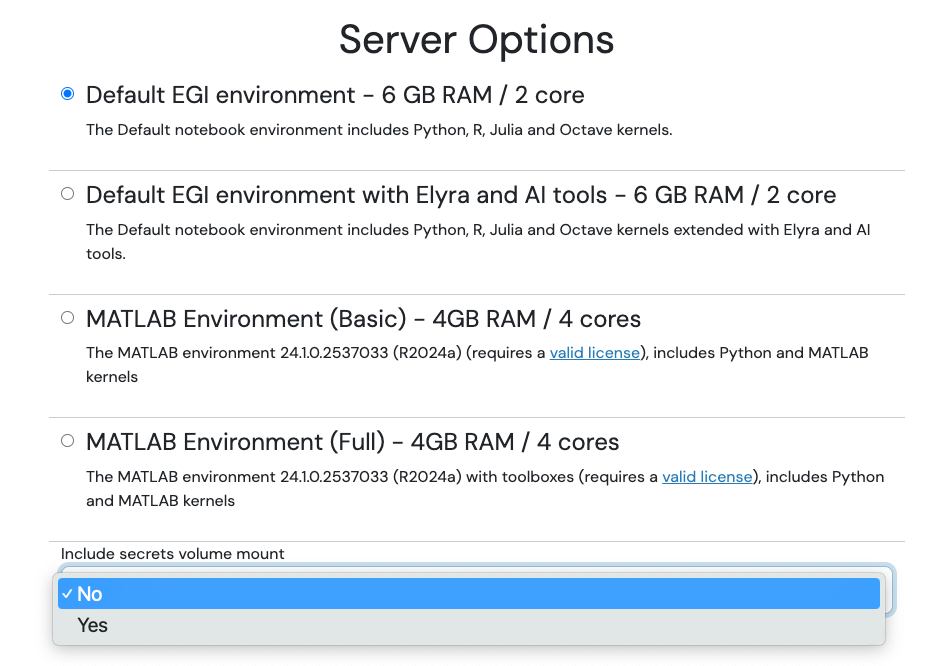 Server Options
Default EGI environment – 6 GB RAM / 2 core
The Default notebook environment includes Python, R, Julia and Octave kernels.
Default EGI environment with Elyra and AI tools – 6 GB RAM / 2 core
The Default notebook environment includes Python, R, Julia and Octave kernels extended with Elyra and AI
tools.
MATLAB Environment (Basic) – 4GB RAM / 4 cores
The MATLAB environment 24.1.0.2537033 (R2024a) (requires a valid license), includes Python and MATLAB
kernels
MATLAB Environment (Full) – 4GB RAM / 4 cores
The MATLAB environment 24.1.0.2537033 (R2024a) with toolboxes (requires a valid license), includes Python
and MATLAB kernels
Include secrets volume mount
✓ No
Yes